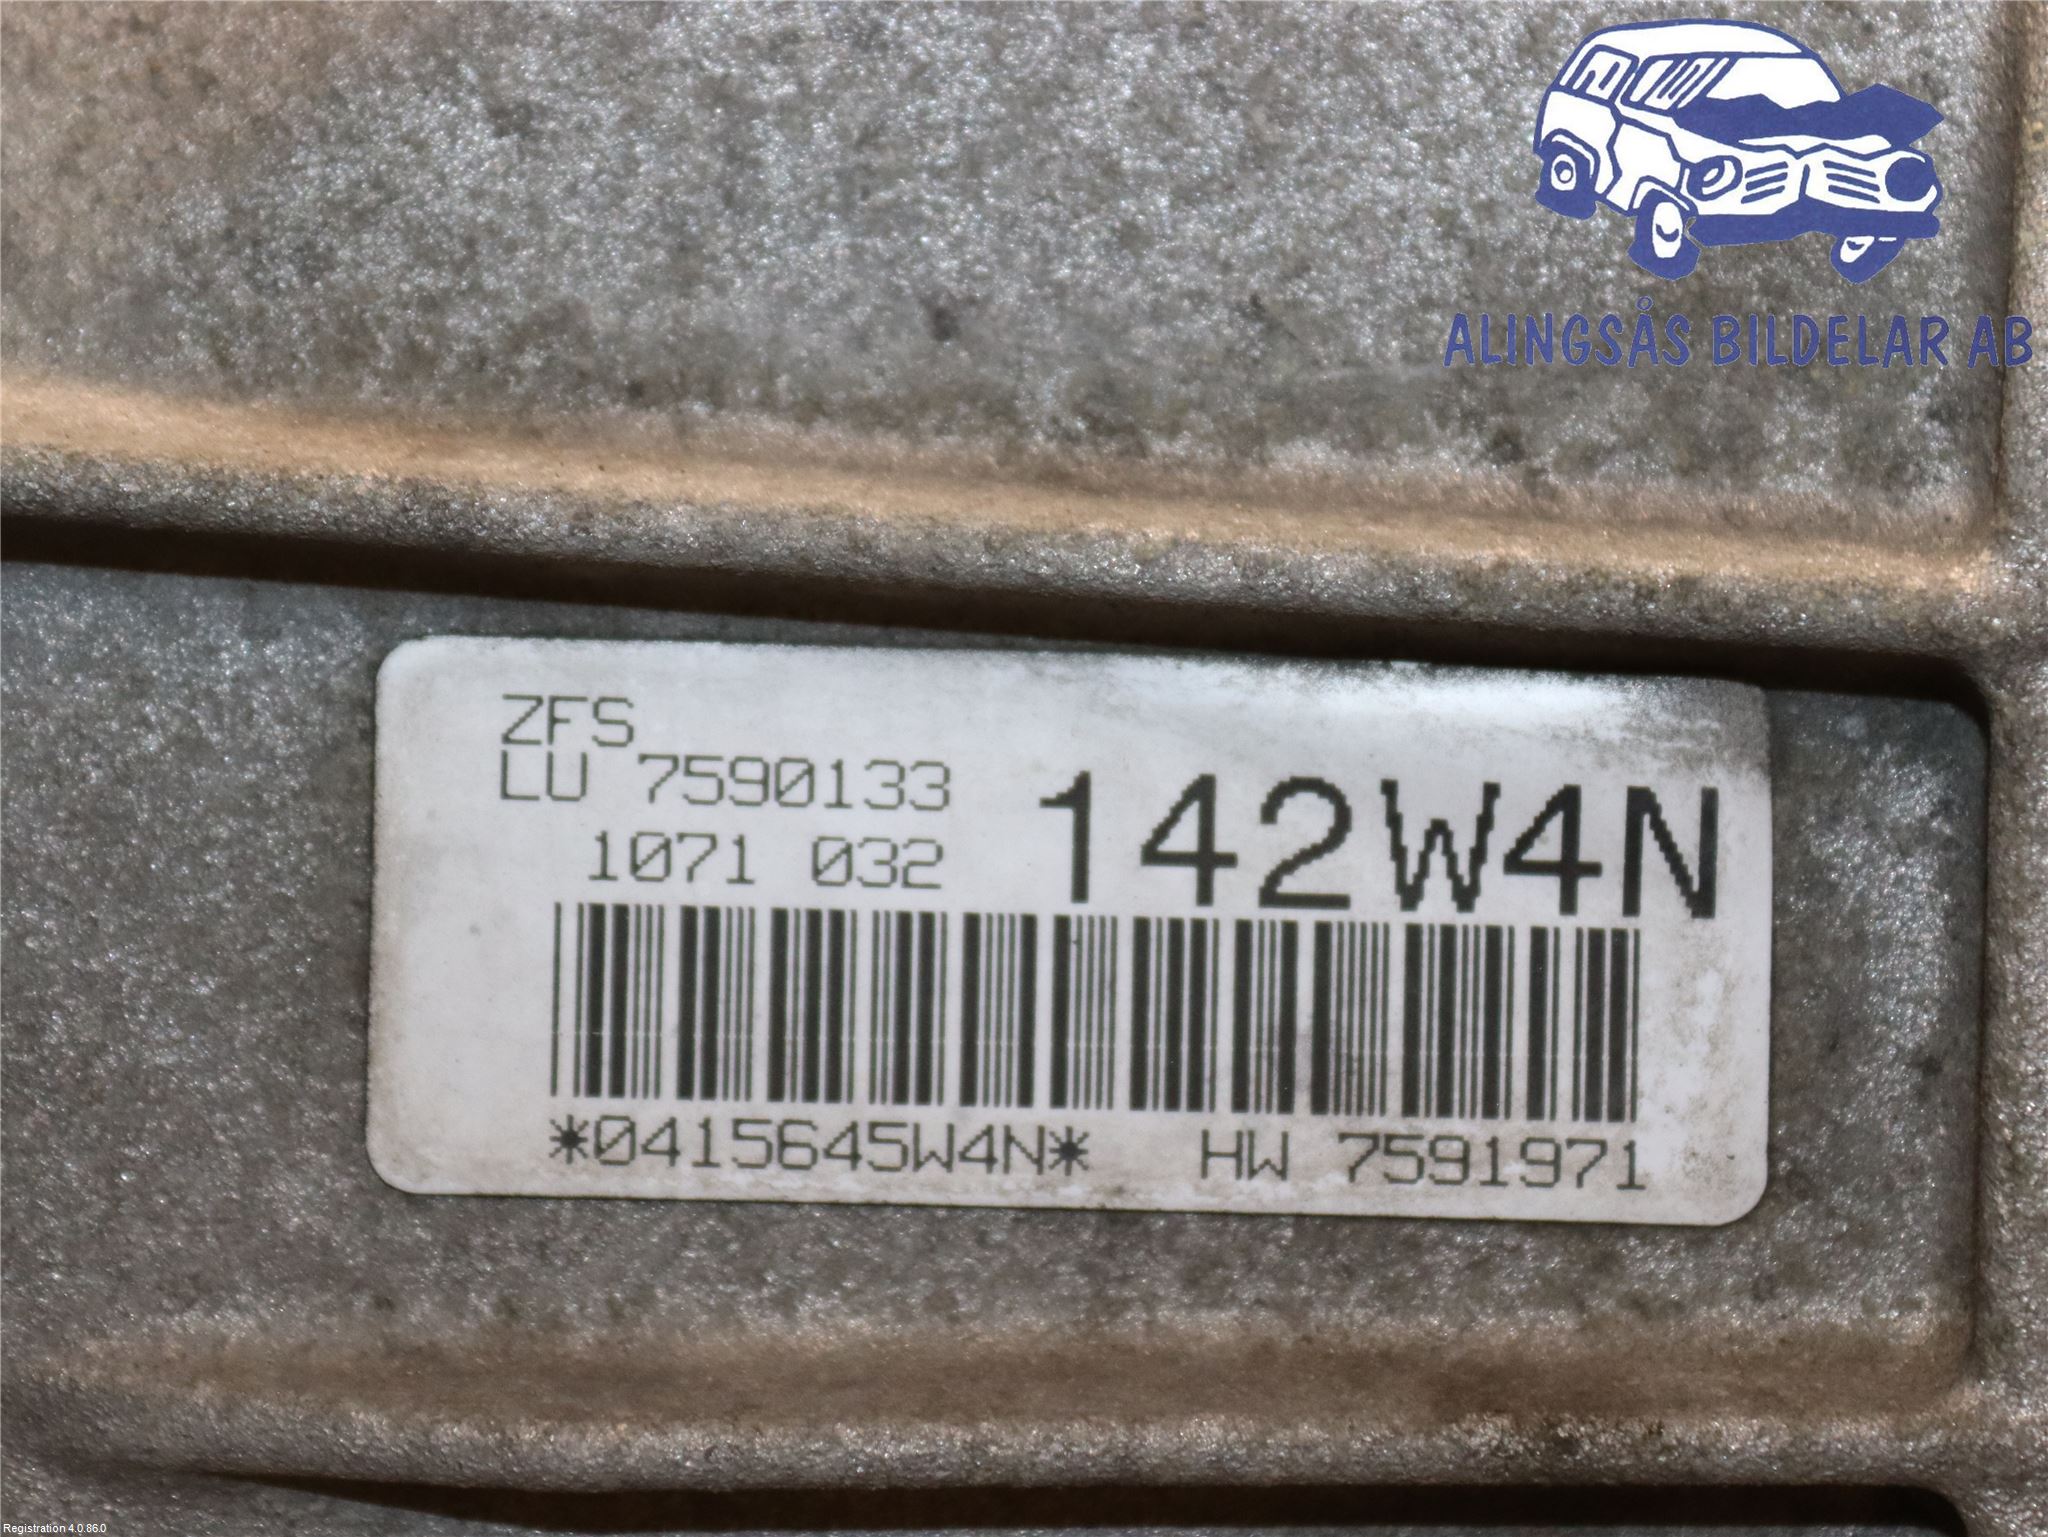 ALINGSÅS BILDELAR AB
ZFS
LU 7590133
1071 032
142W4N
*0415645W4N* HW 7591971
Registration 4.0.86.0